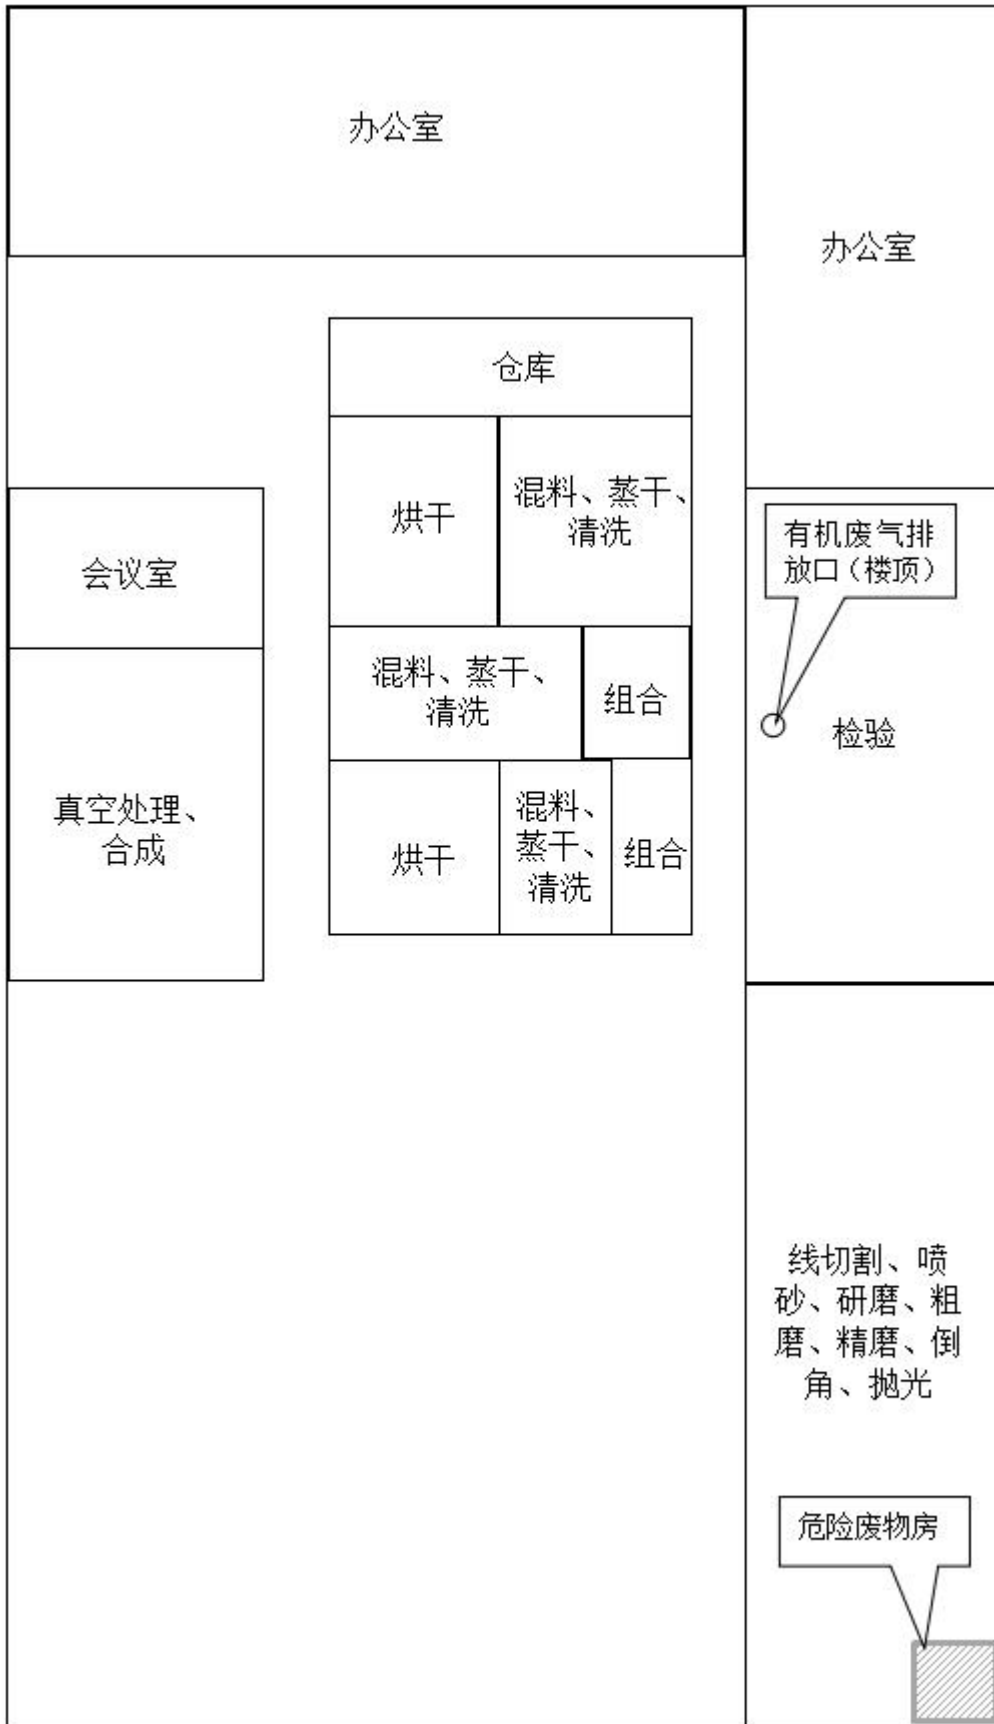 办公室
办公室
仓库
烘干
混料、蒸干、
清洗
会议室
有机废气排
放口（楼顶）
混料、蒸干、
清洗
组合
检验
真空处理、
合成
烘干
混料、
蒸干、
清洗
组合
线切割、喷
砂、研磨、粗
磨、精磨、倒
角、抛光
危险废物房